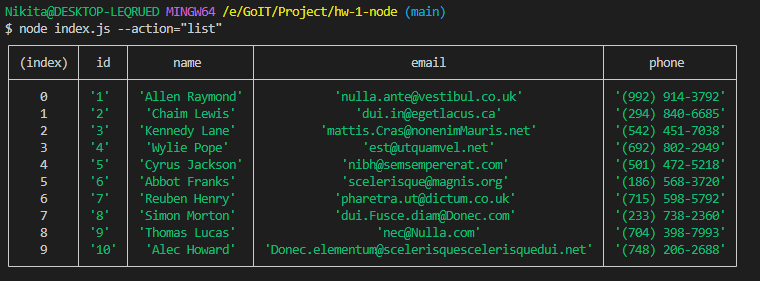 Nikita@DESKTOP-LEQRUED MINGW64 /e/GoIT/Project/hw-1-node (main)
$ node index.js --action="list"
(index) id name email phone
0 '1' 'Allen Raymond' 'nulla.ante@vestibul.co.uk' '(992) 914-3792'
1 '2' 'Chaim Lewis' 'dui.in@egetlacus.ca' '(294) 840-6685'
2 '3' 'Kennedy Lane' 'mattis.Cras@nonenimMauris.net' '(542) 451-7038'
3 '4' 'Wylie Pope' 'est@utquamvel.net' '(692) 802-2949'
4 '5' 'Cyrus Jackson' 'nibh@semsempererat.com' '(501) 472-5218'
5 '6' 'Abbot Franks' 'scelerisque@magnis.org' '(186) 568-3720'
6 '7' 'Reuben Henry' 'pharetra.ut@dictum.co.uk' '(715) 598-5792'
7 '8' 'Simon Morton' 'dui.Fusce.diam@Donec.com' '(233) 738-2360'
8 '9' 'Thomas Lucas' 'nec@Nulla.com' '(704) 398-7993'
9 '10' 'Alec Howard' 'Donec.elementum@scelerisquescelerisquedui.net' '(748) 206-2688'